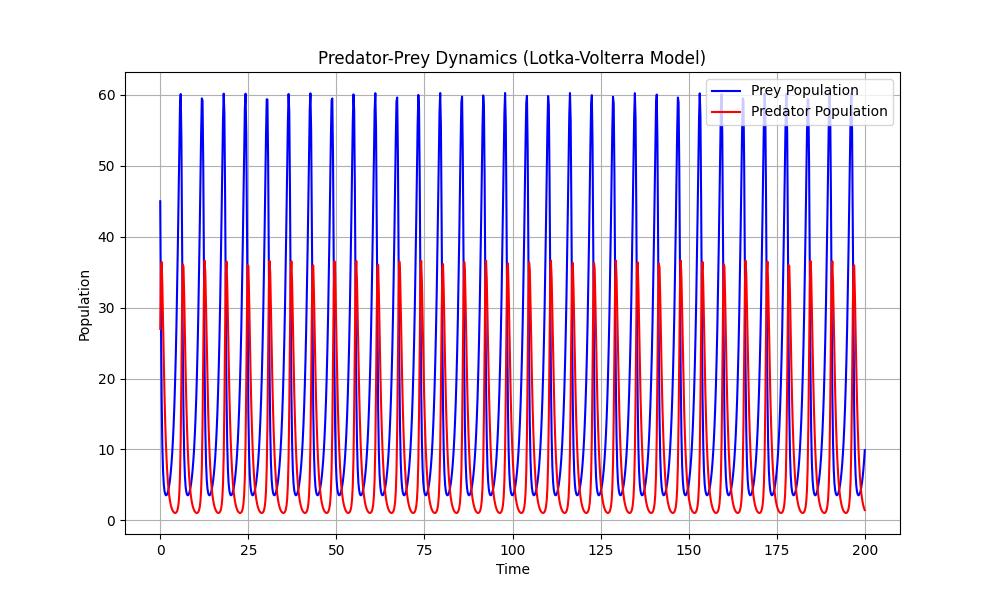 Predator-Prey Dynamics (Lotka-Volterra Model)
Prey Population
Predator Population
60
50
40
30
20
10
0
Population
0 25 50 75 100 125 150 175 200
Time